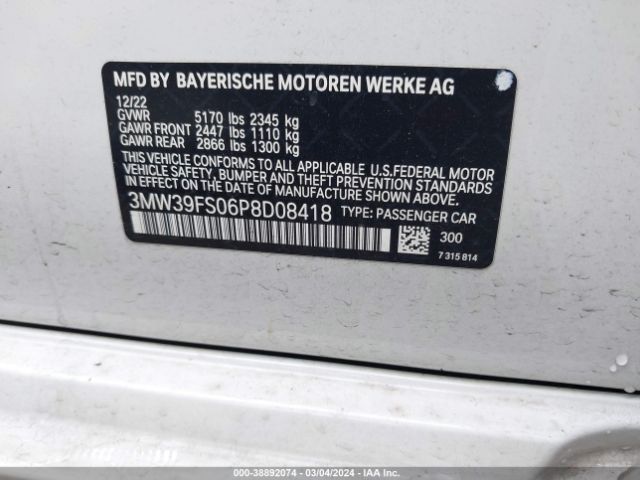 MFD BY BAYERISCHE MOTOREN WERKE AG
12/22
GVWR 5170 lbs 2345 kg
GAWR FRONT 2447 lbs 1110 kg
GAWR REAR 2866 lbs 1300 kg
THIS VEHICLE CONFORMS TO ALL APPLICABLE U.S.FEDERAL MOTOR
VEHICLE SAFETY, BUMPER AND THEFT PREVENTION STANDARDS
IN EFFECT ON THE DATE OF MANUFACTURE SHOWN ABOVE.
3MW39FS06P8D08418 TYPE: PASSENGER CAR
300
7 315 814
000-38892074 - 03/04/2024 - IAA Inc.